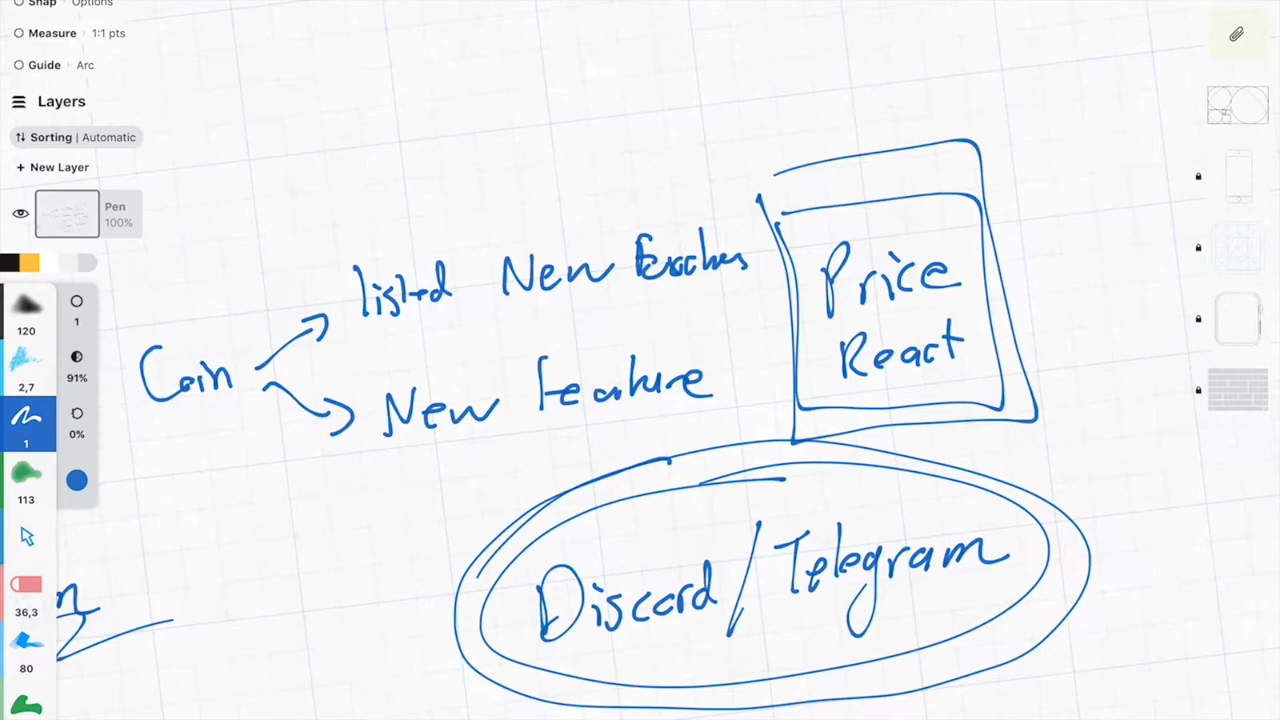 Snap Options
Measure 1:1 pts
Guide Arc
Layers
Sorting | Automatic
+ New Layer
Pen
100%
120
1
2,7
91%
1
0%
113
36,3
80
Coin
listed New
New Feature
Price
React
Discord / Telegram